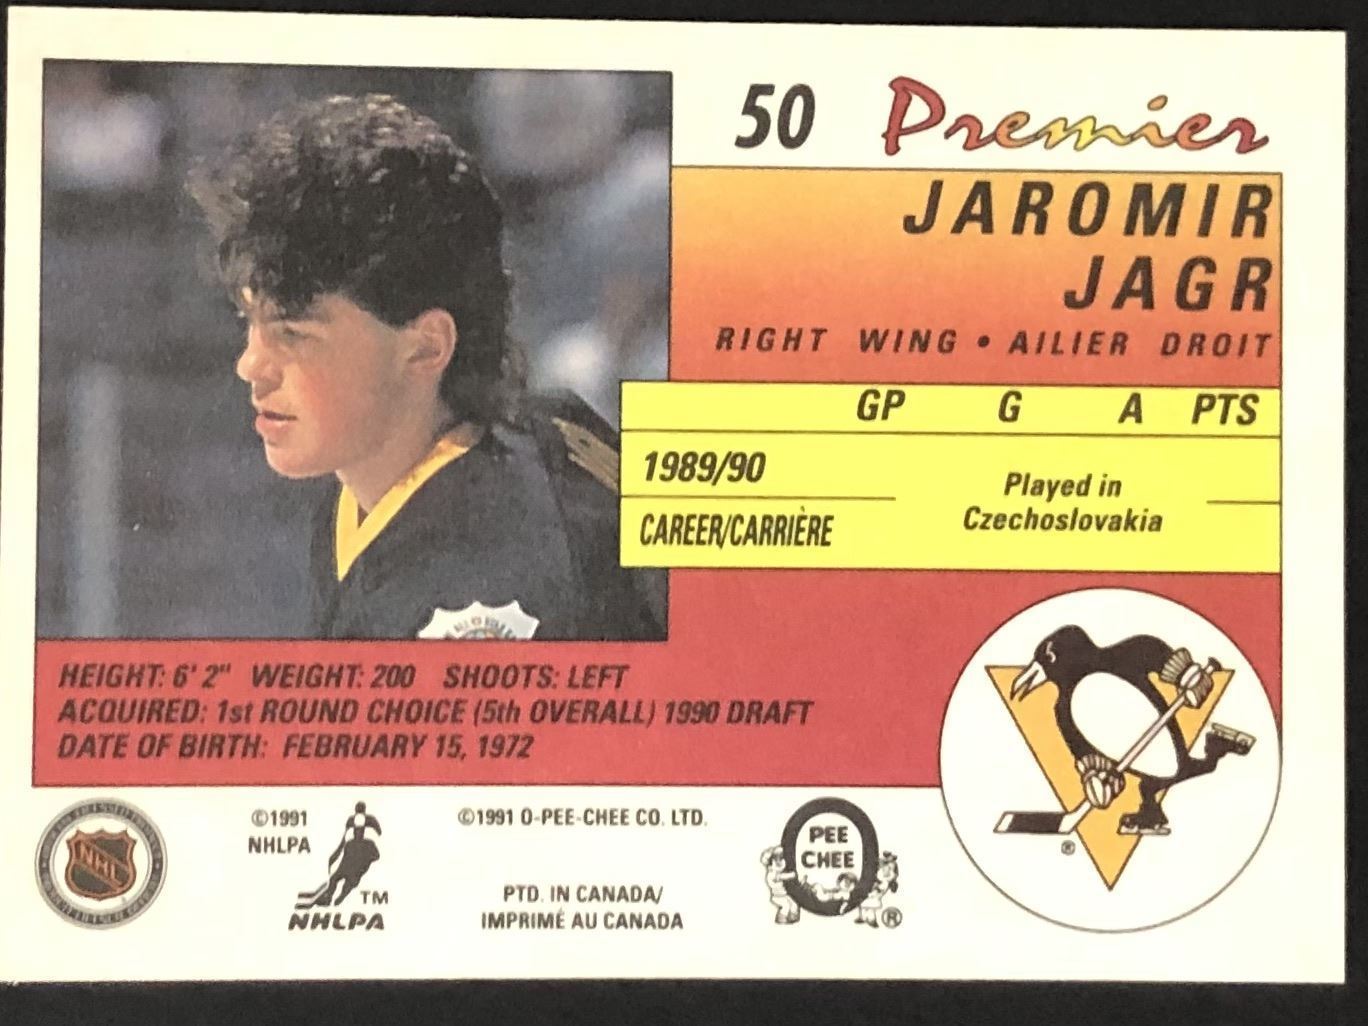 50 Premier
JAROMIR
JAGR
RIGHT WING • AILIER DROIT
GP G A PTS
1989/90
Played in
Czechoslovakia
CAREER/CARRIÈRE
HEIGHT: 6' 2" WEIGHT: 200 SHOOTS: LEFT
ACQUIRED: 1st ROUND CHOICE (5th OVERALL) 1990 DRAFT
DATE OF BIRTH: FEBRUARY 15, 1972
NHL
©1991
NHLPA
TM
NHLPA
©1991 O-PEE-CHEE CO. LTD.
PTD. IN CANADA/
IMPRIMÉ AU CANADA
O
PEE
CHEE
®
®